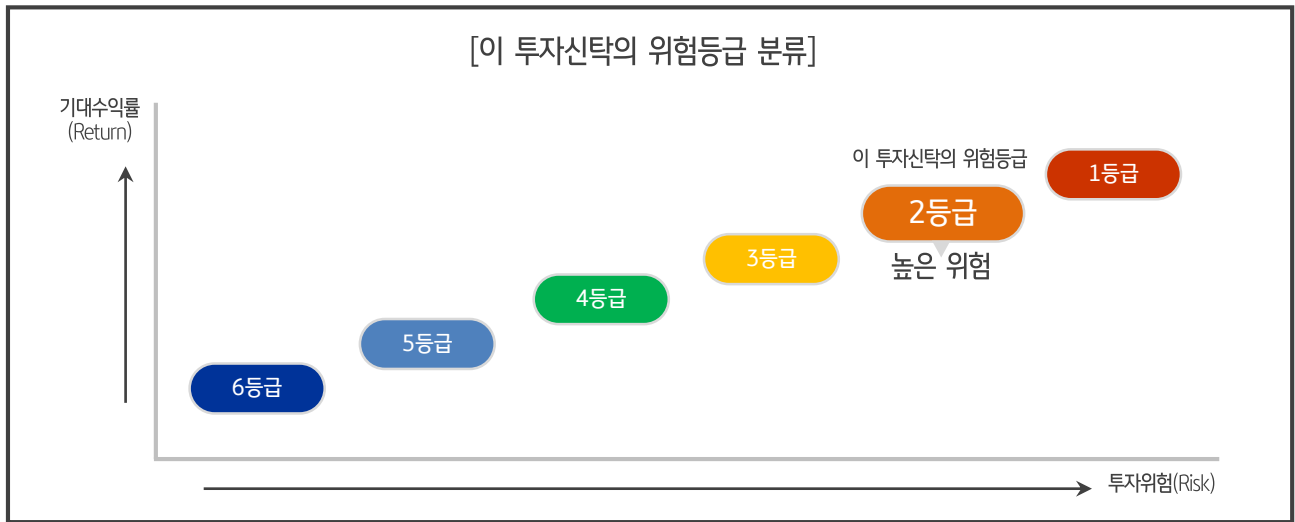 [이 투자신탁의 위험등급 분류]
기대수익률
(Return)
이 투자신탁의 위험등급
1등급
2등급
높은 위험
3등급
4등급
5등급
6등급
투자위험(Risk)